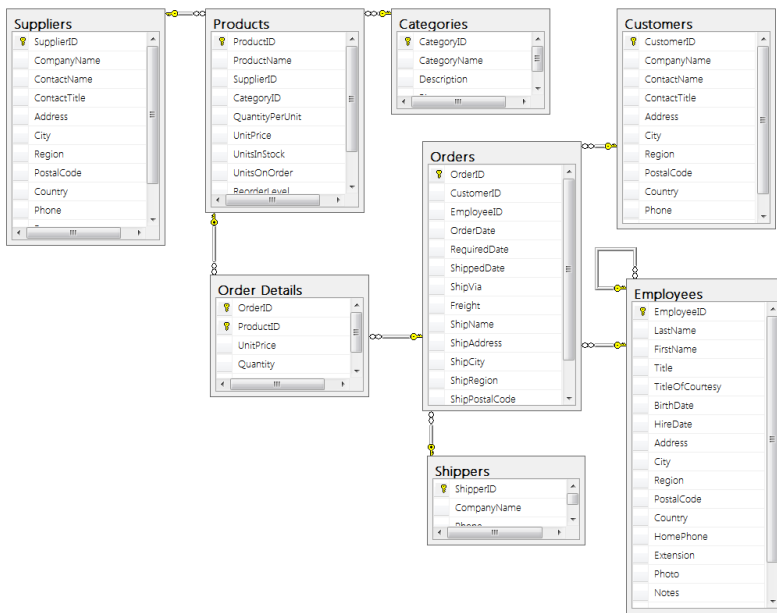 Suppliers
SupplierID
CompanyName
ContactName
ContactTitle
Address
City
Region
PostalCode
Country
Phone
Products
ProductID
ProductName
SupplierID
CategoryID
QuantityPerUnit
UnitPrice
UnitsInStock
UnitsOnOrder
ReorderLevel
Categories
CategoryID
CategoryName
Description
Customers
CustomerID
CompanyName
ContactName
ContactTitle
Address
City
Region
PostalCode
Country
Phone
Order Details
OrderID
ProductID
UnitPrice
Quantity
Orders
OrderID
CustomerID
EmployeeID
OrderDate
RequiredDate
ShippedDate
ShipVia
Freight
ShipName
ShipAddress
ShipCity
ShipRegion
ShipPostalCode
Shippers
ShipperID
CompanyName
Phone
Employees
EmployeeID
LastName
FirstName
Title
TitleOfCourtesy
BirthDate
HireDate
Address
City
Region
PostalCode
Country
HomePhone
Extension
Photo
Notes